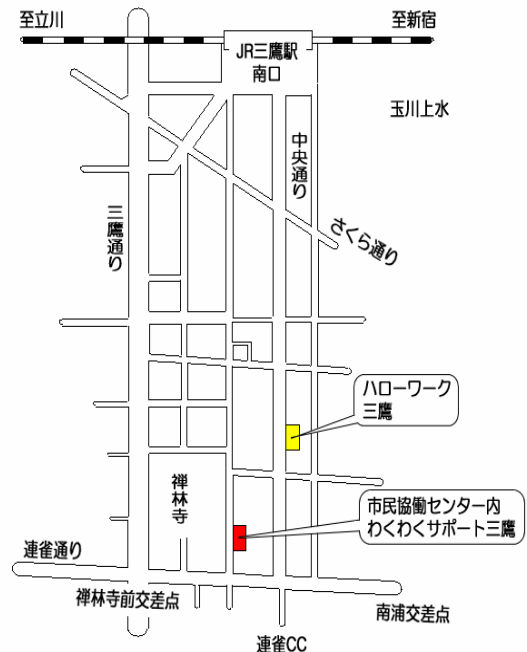 至立川
至新宿
JR三鷹駅
南口
玉川上水
中央通り
三鷹通り
さくら通り
ハローワーク
三鷹
禅林寺
市民協働センター内
わくわくサポート三鷹
連雀通り
禅林寺前交差点
南浦交差点
連雀CC